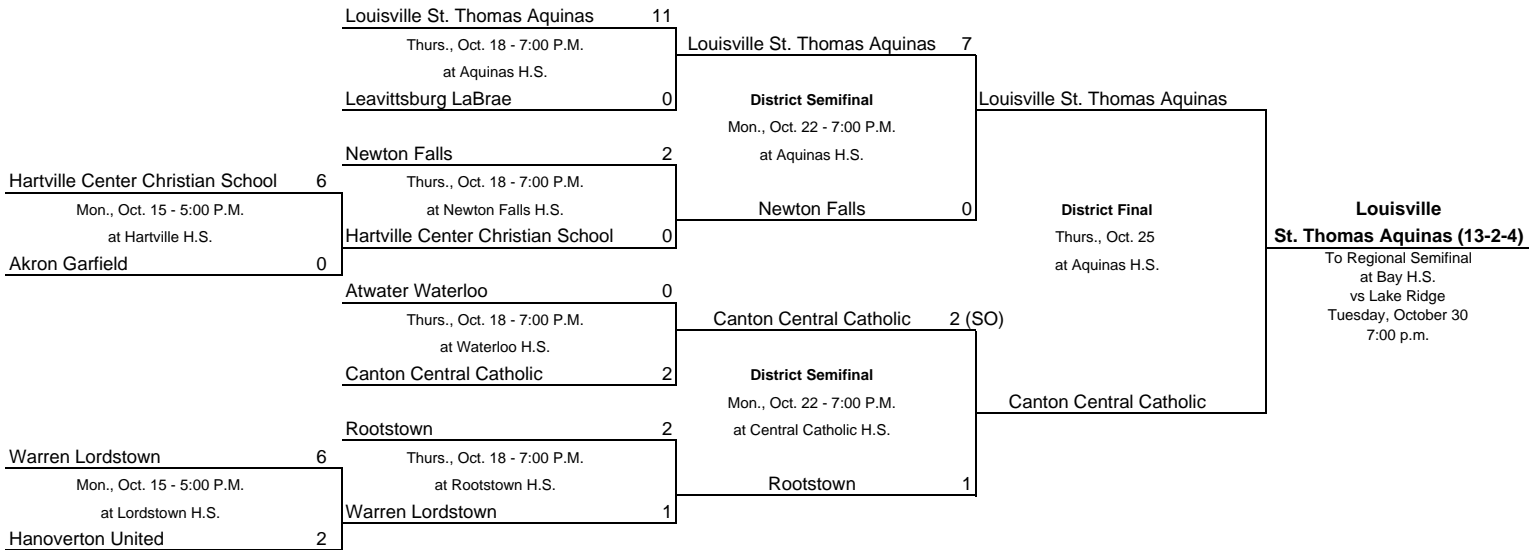 Louisville St. Thomas Aquinas 11
Thurs., Oct. 18 - 7:00 P.M.
at Aquinas H.S.
Leavittsburg LaBrae 0
Newton Falls 2
Thurs., Oct. 18 - 7:00 P.M.
at Newton Falls H.S.
Hartville Center Christian School 0
Hartville Center Christian School 6
Mon., Oct. 15 - 5:00 P.M.
at Hartville H.S.
Akron Garfield 0
Atwater Waterloo 0
Thurs., Oct. 18 - 7:00 P.M.
at Waterloo H.S.
Canton Central Catholic 2
Rootstown 2
Thurs., Oct. 18 - 7:00 P.M.
at Rootstown H.S.
Warren Lordstown 1
Warren Lordstown 6
Mon., Oct. 15 - 5:00 P.M.
at Lordstown H.S.
Hanoverton United 2
Louisville St. Thomas Aquinas 7
District Semifinal
Mon., Oct. 22 - 7:00 P.M.
at Aquinas H.S.
Newton Falls 0
Canton Central Catholic 2 (SO)
District Semifinal
Mon., Oct. 22 - 7:00 P.M.
at Central Catholic H.S.
Rootstown 1
Louisville St. Thomas Aquinas
District Final
Thurs., Oct. 25
at Aquinas H.S.
Canton Central Catholic
Louisville
St. Thomas Aquinas (13-2-4)
To Regional Semifinal
at Bay H.S.
vs Lake Ridge
Tuesday, October 30
7:00 p.m.